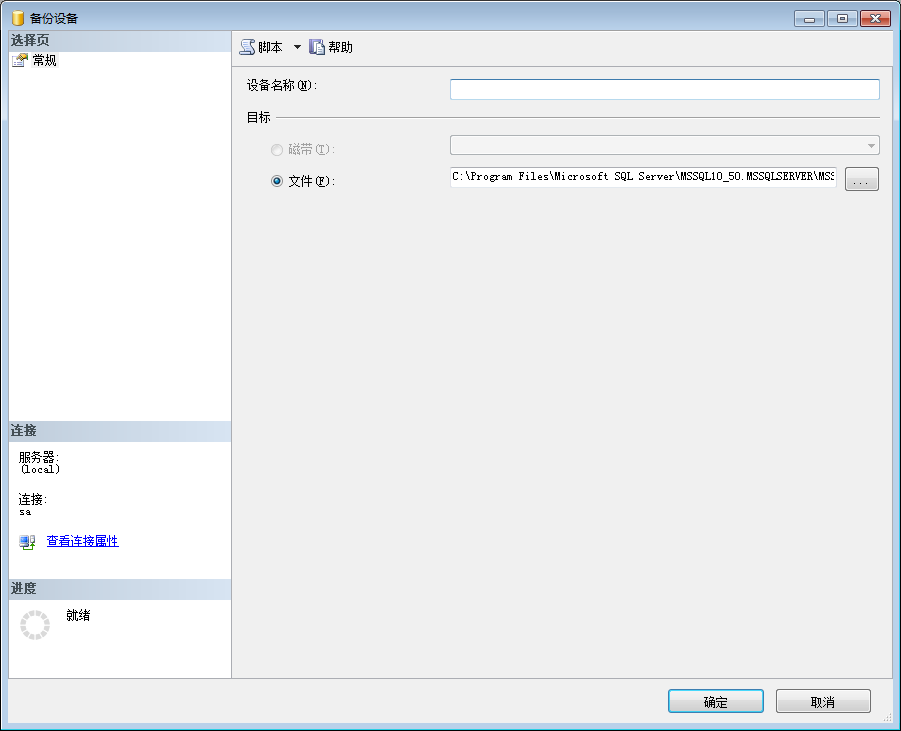 备份设备
选择页
常规
脚本 帮助
设备名称(N):
目标
磁带(T):
文件(F):
C:\Program Files\Microsoft SQL Server\MSSQL10_50.MSSQLSERVER\MSS
...
连接
服务器:
(local)
连接:
sa
查看连接属性
进度
就绪
确定 取消